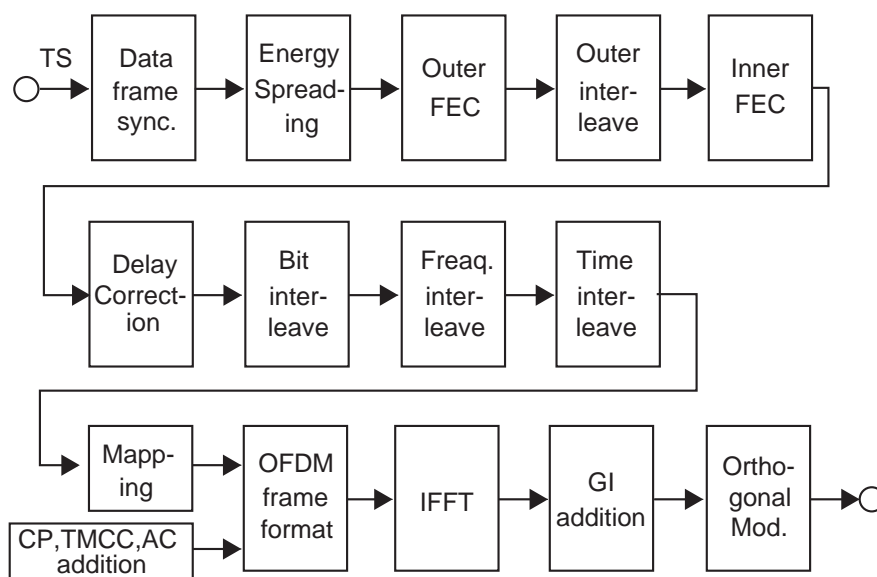 TS
Data
frame
sync.
Energy
Spread-
ing
Outer
FEC
Outer
inter-
leave
Inner
FEC
Delay
Correct-
ion
Bit
inter-
leave
Freaq.
inter-
leave
Time
inter-
leave
Mapp-
ing
CP,TMCC,AC
addition
OFDM
frame
format
IFFT
GI
addition
Ortho-
gonal
Mod.